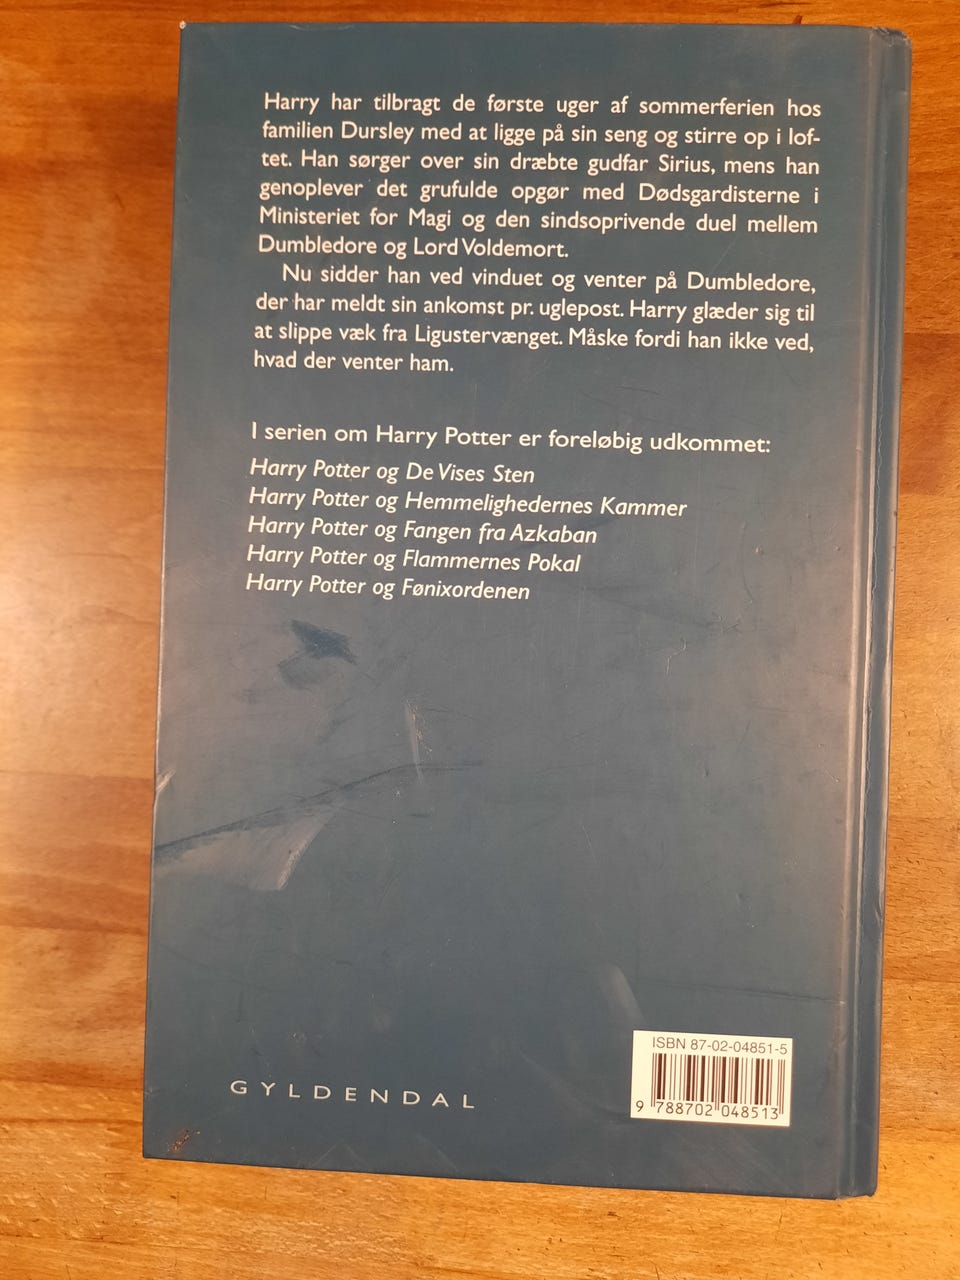 Harry har tilbragt de første uger af sommerferien hos
familien Dursley med at ligge på sin seng og stirre op i lof-
tet. Han sørger over sin dræbte gudfar Sirius, mens han
genoplever det grufulde opgør med Dødsgardisterne i
Ministeriet for Magi og den sindsoprivende duel mellem
Dumbledore og Lord Voldemort.
Nu sidder han ved vinduet og venter på Dumbledore,
der har meldt sin ankomst pr. uglepost. Harry glæder sig til
at slippe væk fra Ligustervænget. Måske fordi han ikke ved,
hvad der venter ham.
I serien om Harry Potter er foreløbig udkommet:
Harry Potter og De Vises Sten
Harry Potter og Hemmelighedernes Kammer
Harry Potter og Fangen fra Azkaban
Harry Potter og Flammernes Pokal
Harry Potter og Fønixordenen
ISBN 87-02-04851-5
GYLDENDAL
9 788702 048513